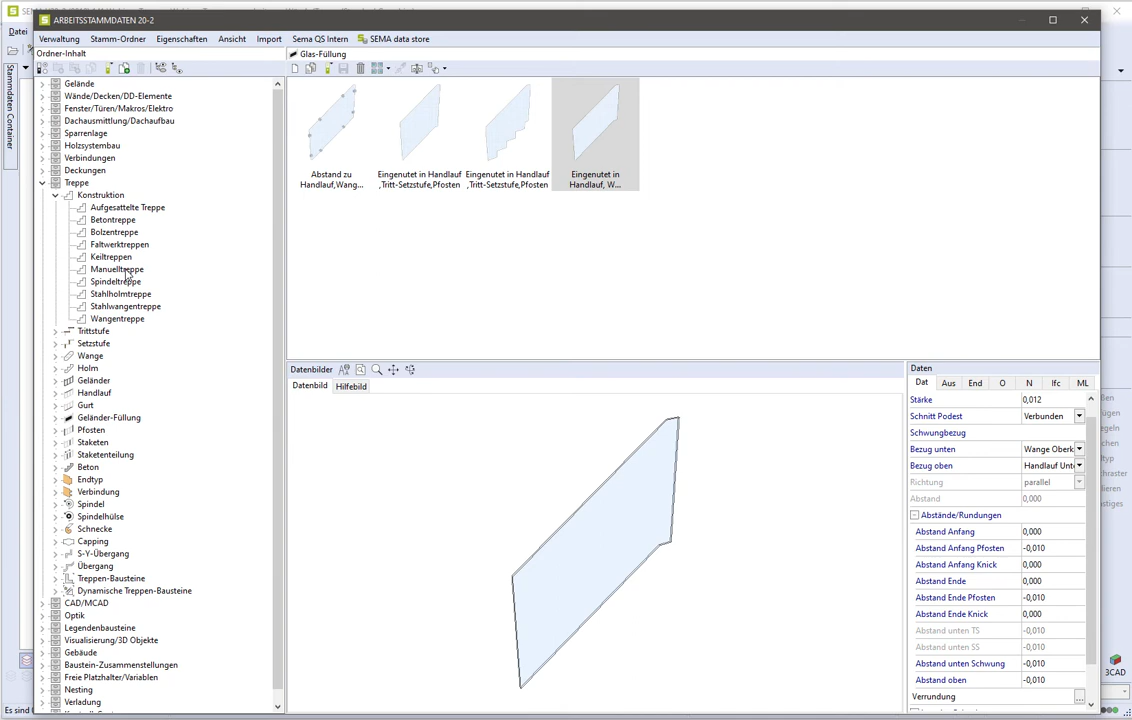 ARBEITSSTAMMDATEN 20-2
Datei
Verwaltung Stamm-Ordner Eigenschaften Ansicht Import Sema QS Intern SEMA data store
Ordner-Inhalt
Glas-Füllung
Stammdaten Container
Gelände
Wände/Decken/DD-Elemente
Fenster/Türen/Makros/Elektro
Dachausmittlung/Dachaufbau
Sparrenlage
Holzsystembau
Verbindungen
Deckungen
Treppe
Konstruktion
Aufgesattelte Treppe
Betontreppe
Bolzentreppe
Faltwerktreppen
Keiltreppen
Manuelltreppe
Spindeltreppe
Stahlholmtreppe
Stahlwangentreppe
Wangentreppe
Trittstufe
Setzstufe
Wange
Holm
Geländer
Handlauf
Gurt
Geländer-Füllung
Pfosten
Staketen
Staketenteilung
Beton
Endtyp
Verbindung
Spindel
Spindelhülse
Schnecke
Capping
S-Y-Übergang
Übergang
Treppen-Bausteine
Dynamische Treppen-Bausteine
CAD/MCAD
Optik
Legendenbausteine
Visualisierung/3D Objekte
Gebäude
Baustein-Zusammenstellungen
Freie Platzhalter/Variablen
Nesting
Verladung
Es sind
Abstand zu
Handlauf,Wang...
Eingenutet in Handlauf
,Tritt-Setzstufe,Pfosten
Eingenutet in Handlauf
,Tritt-Setzstufe,Pfosten
Eingenutet in
Handlauf, W...
Datenbilder
Datenbild Hilfebild
Daten
Dat Aus End O N Ifc ML
Stärke 0,012
Schnitt Podest Verbunden
Schwungbezug
Bezug unten Wange Oberk
Bezug oben Handlauf Unt
Richtung parallel
Abstand 0,000
Abstände/Rundungen
Abstand Anfang 0,000
Abstand Anfang Pfosten -0,010
Abstand Anfang Knick 0,000
Abstand Ende 0,000
Abstand Ende Pfosten -0,010
Abstand Ende Knick 0,000
Abstand unten TS -0,010
Abstand unten SS -0,010
Abstand unten Schwung -0,010
Abstand oben -0,010
Verrundung ...
3CAD